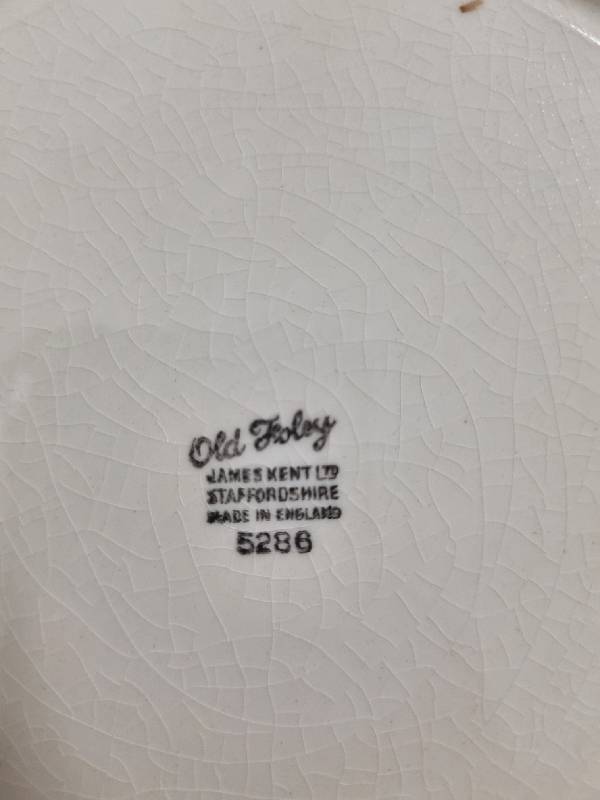 Old Foley
JAMES KENT LTD
STAFFORDSHIRE
MADE IN ENGLAND
5286